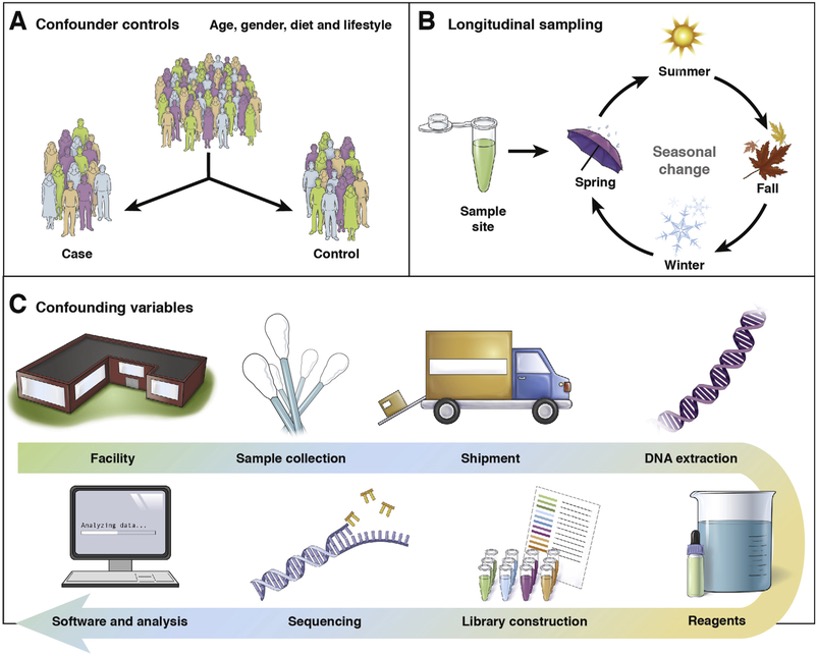 A Confounder controls
Age, gender, diet and lifestyle
Case
Control
B Longitudinal sampling
Sample
site
Summer
Spring
Seasonal
change
Fall
Winter
C Confounding variables
Facility
Sample collection
Shipment
DNA extraction
Analyzing data...
Software and analysis
Sequencing
Library construction
Reagents